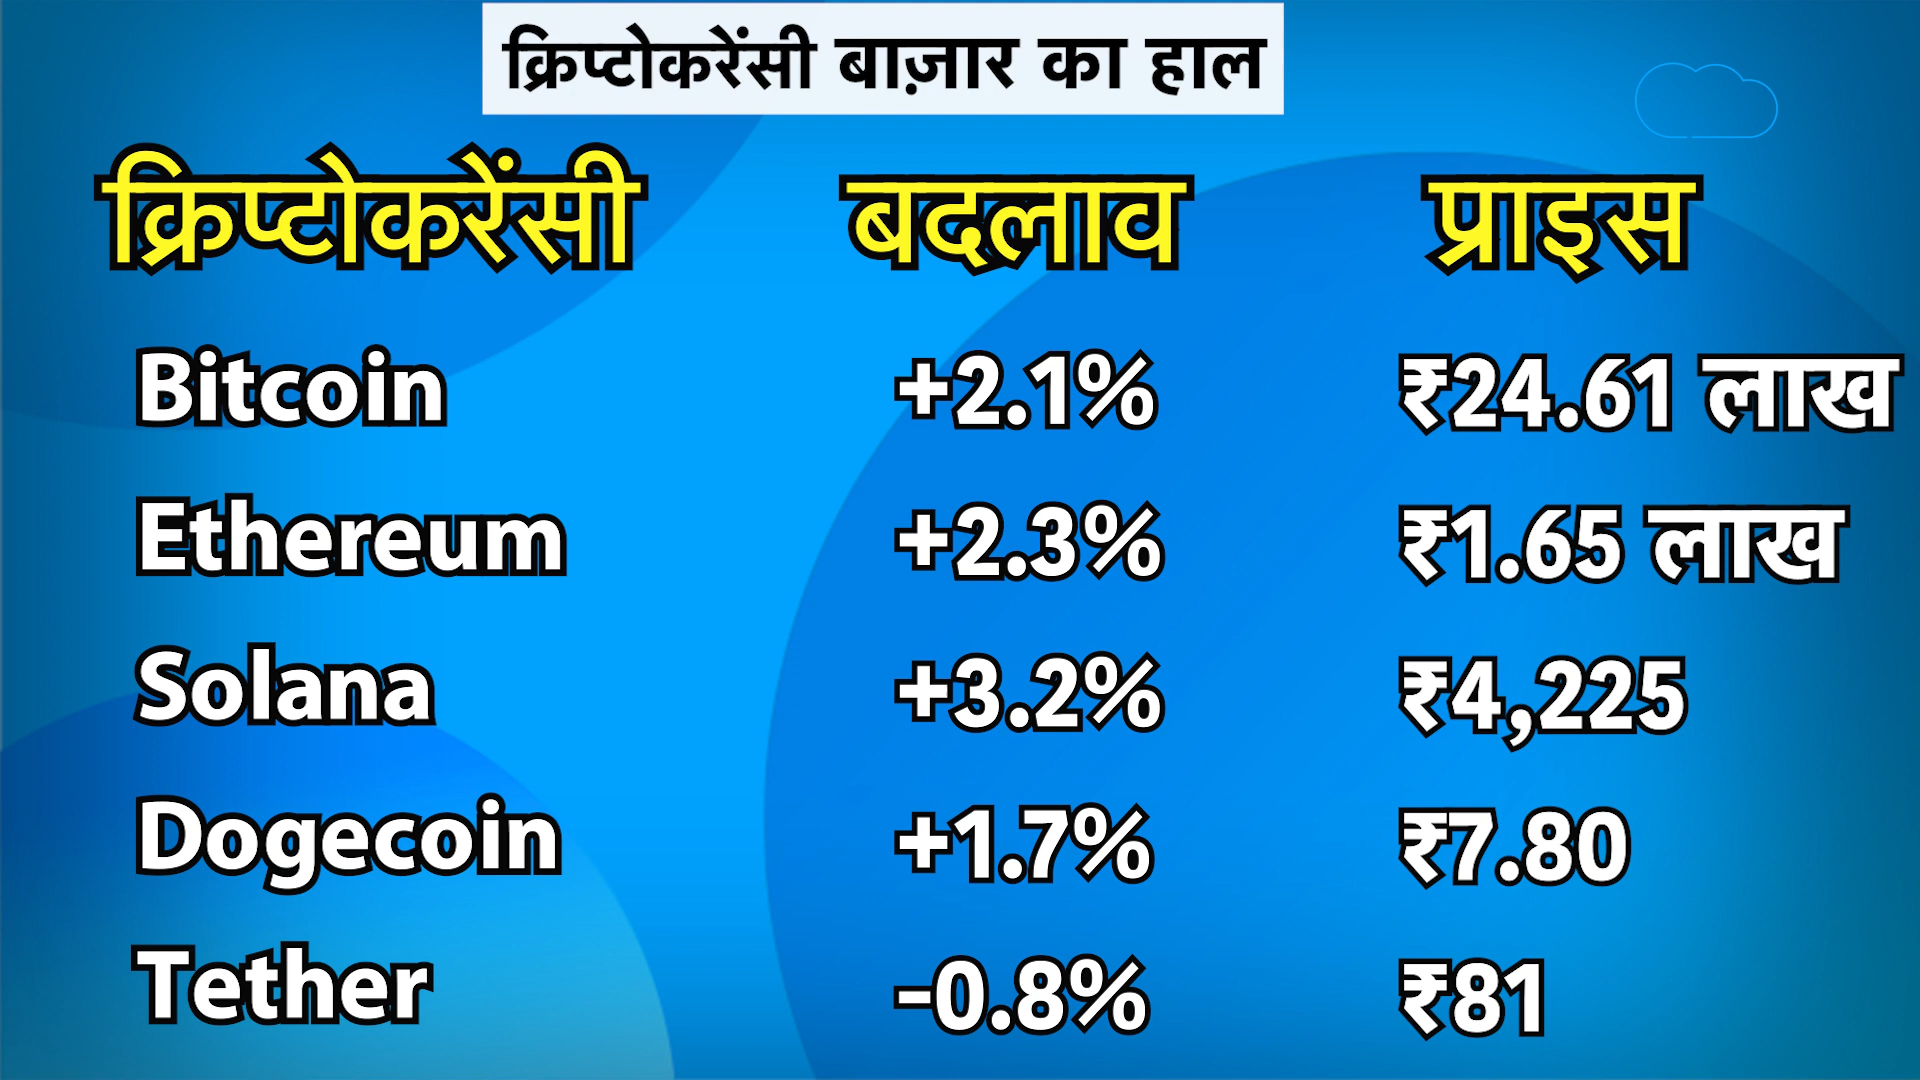 क्रिप्टोकरेंसी बाज़ार का हाल
क्रिप्टोकरेंसी बदलाव प्राइस
Bitcoin +2.1% ₹24.61 लाख
Ethereum +2.3% ₹1.65 लाख
Solana +3.2% ₹4,225
Dogecoin +1.7% ₹7.80
Tether -0.8% ₹81